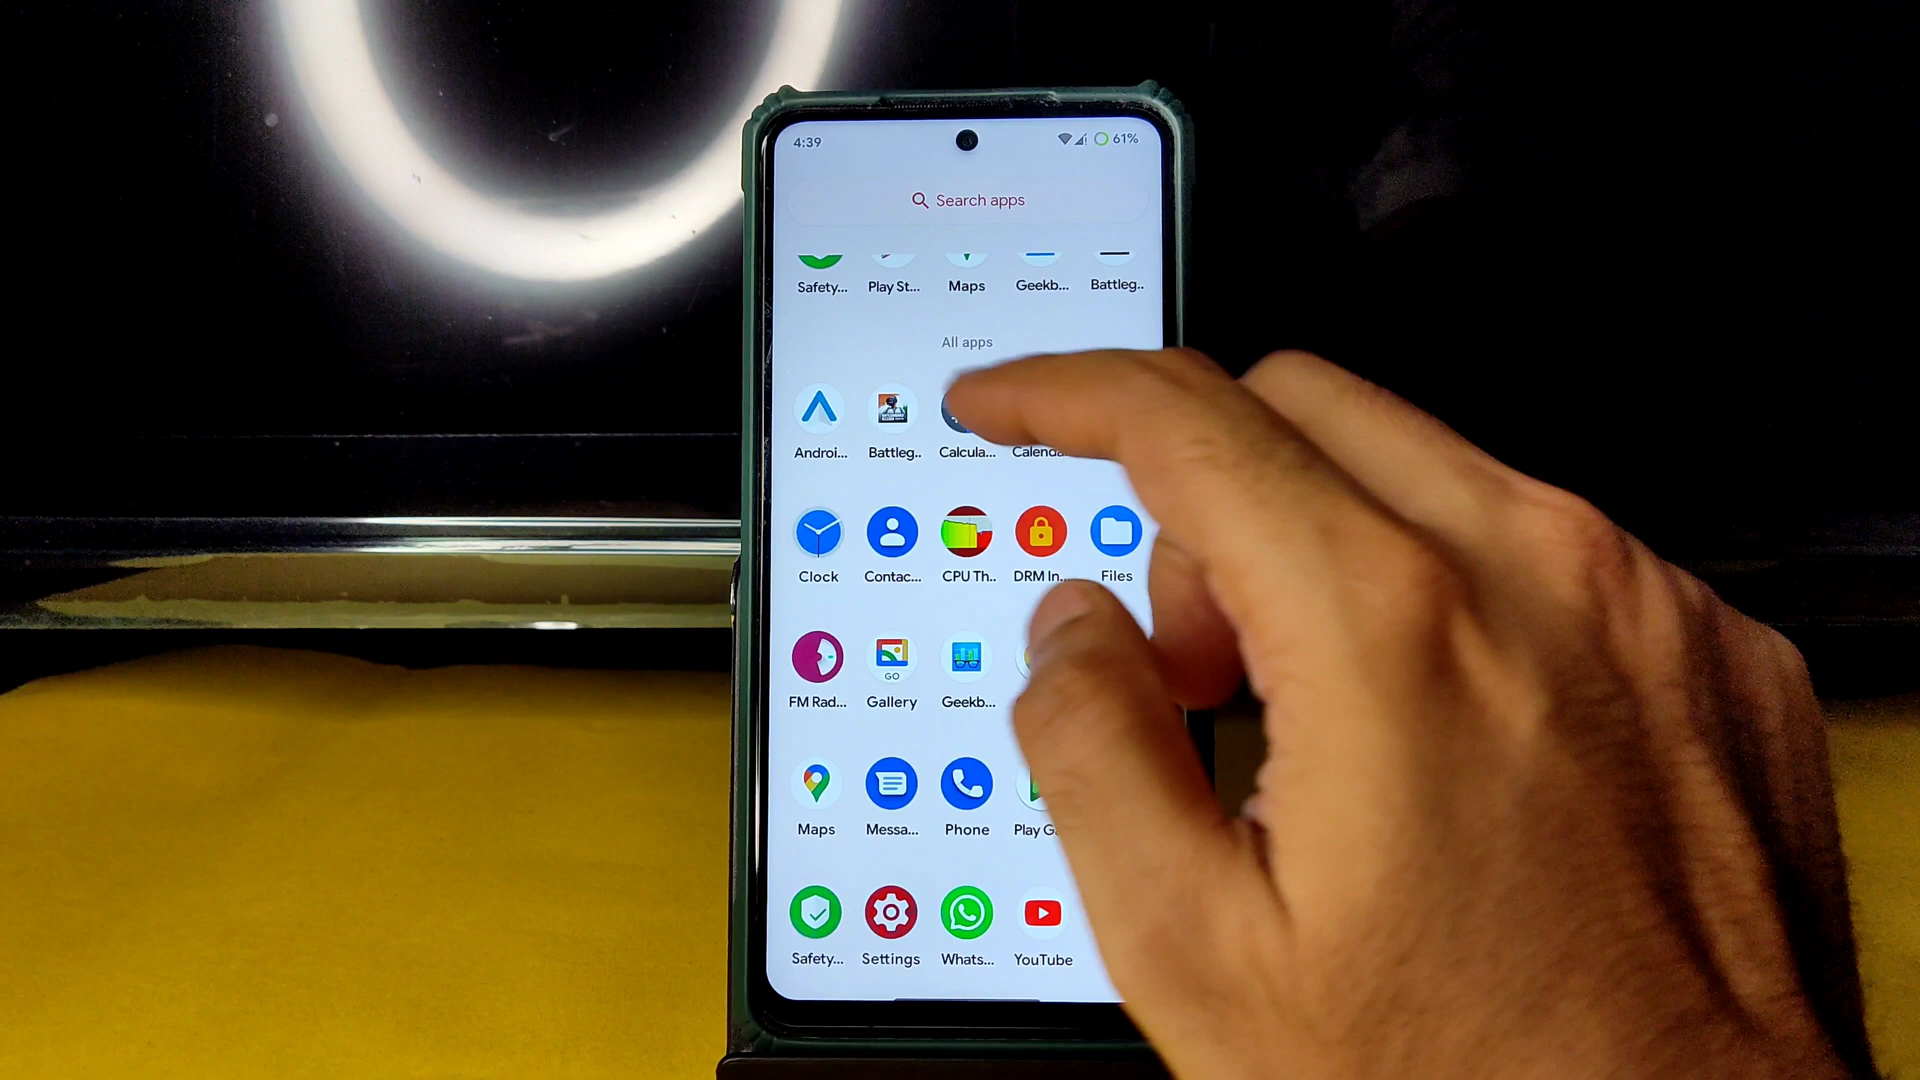 4:39 61%
Search apps
Safety... Play St... Maps Geekb... Battleg..
All apps
Androi... Battleg.. Calcula... Calenda
Clock Contac... CPU Th.. DRM In... Files
GO
FM Rad... Gallery Geekb...
Maps Messa... Phone Play G
Safety... Settings Whats... YouTube